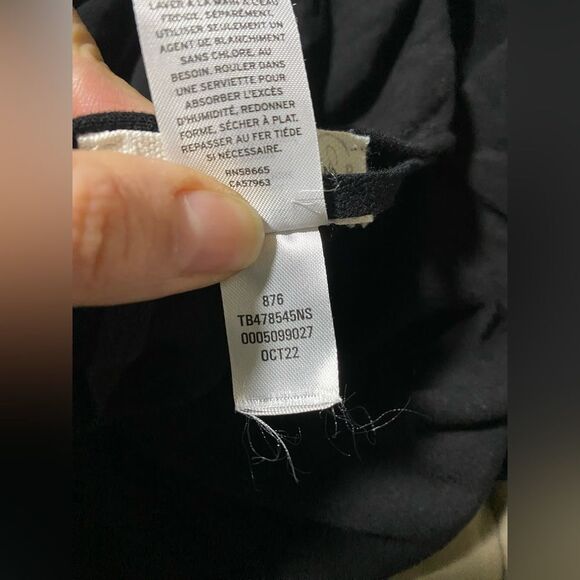 LAVER À LA MAIN À L'EAU
FROIDE, SÉPARÉMENT.
UTILISER SEULEMENT UN
AGENT DE BLANCHIMENT
SANS CHLORE, AU
BESOIN. ROULER DANS
UNE SERVIETTE POUR
ABSORBER L'EXCÈS
D'HUMIDITÉ, REDONNER
FORME, SÉCHER À PLAT.
REPASSER AU FER TIÉDE
SI NÉCESSAIRE.
RN58665
CA57963
876
TB478545NS
0005099027
OCT22